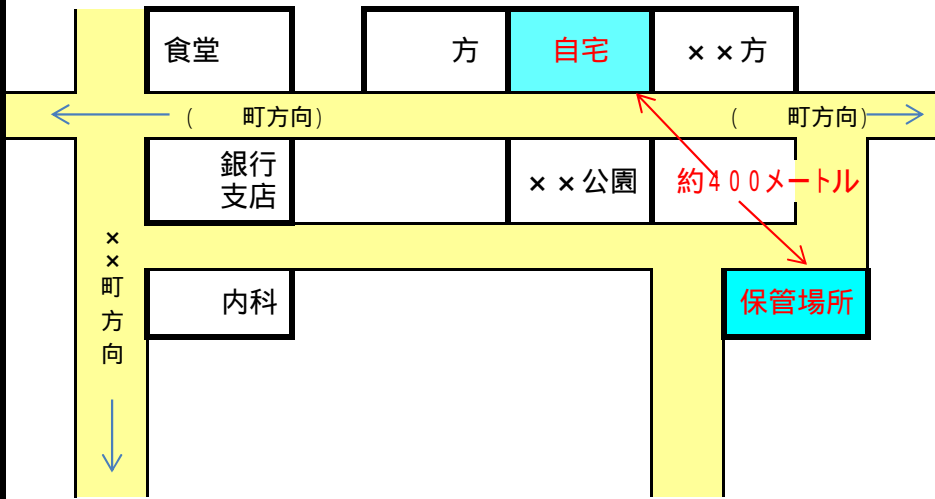 食堂
方
自宅
××方
( 町方向)
( 町方向)
銀行
支店
××公園
約400メートル
××町方向
内科
保管場所